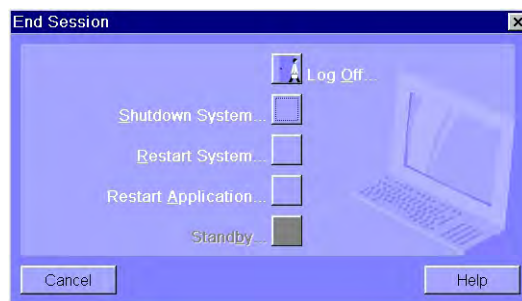 End Session
Log Off...
Shutdown System...
Restart System...
Restart Application...
Standby...
Cancel
Help